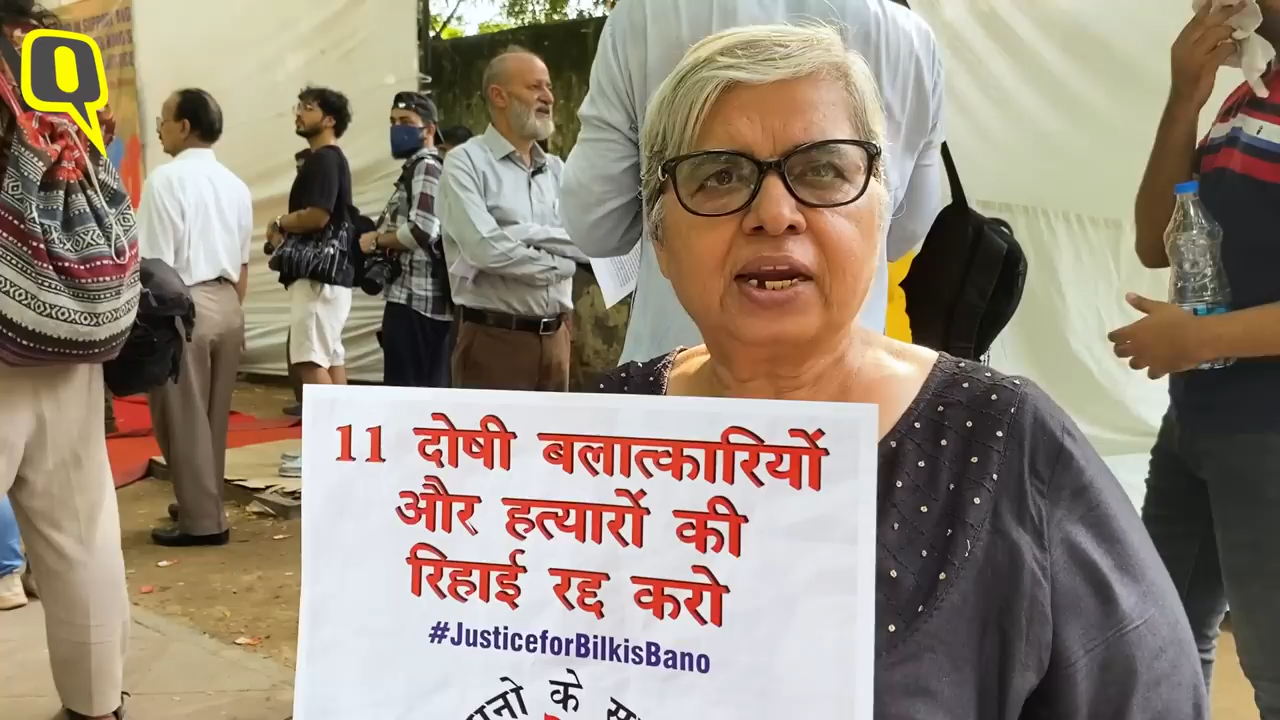 11 दोषी बलात्कारियों
और हत्यारों की
रिहाई रद्द करो
#JusticeforBilkisBano
के